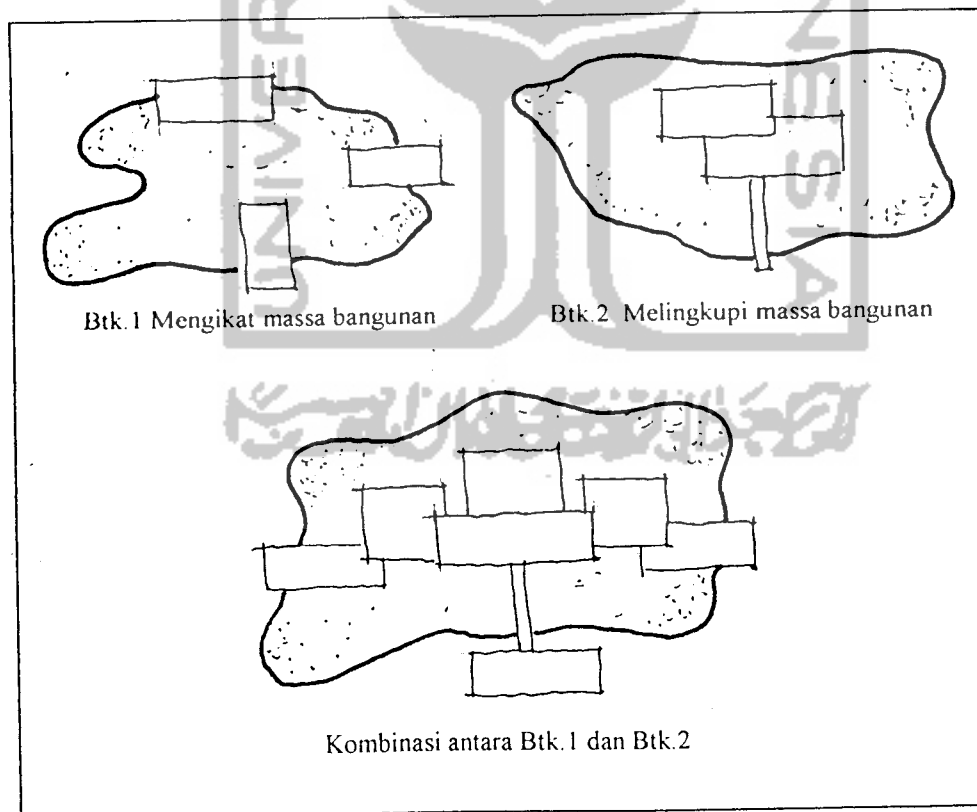 Btk.1 Mengikat massa bangunan
Btk.2 Melingkupi massa bangunan
Kombinasi antara Btk.1 dan Btk.2